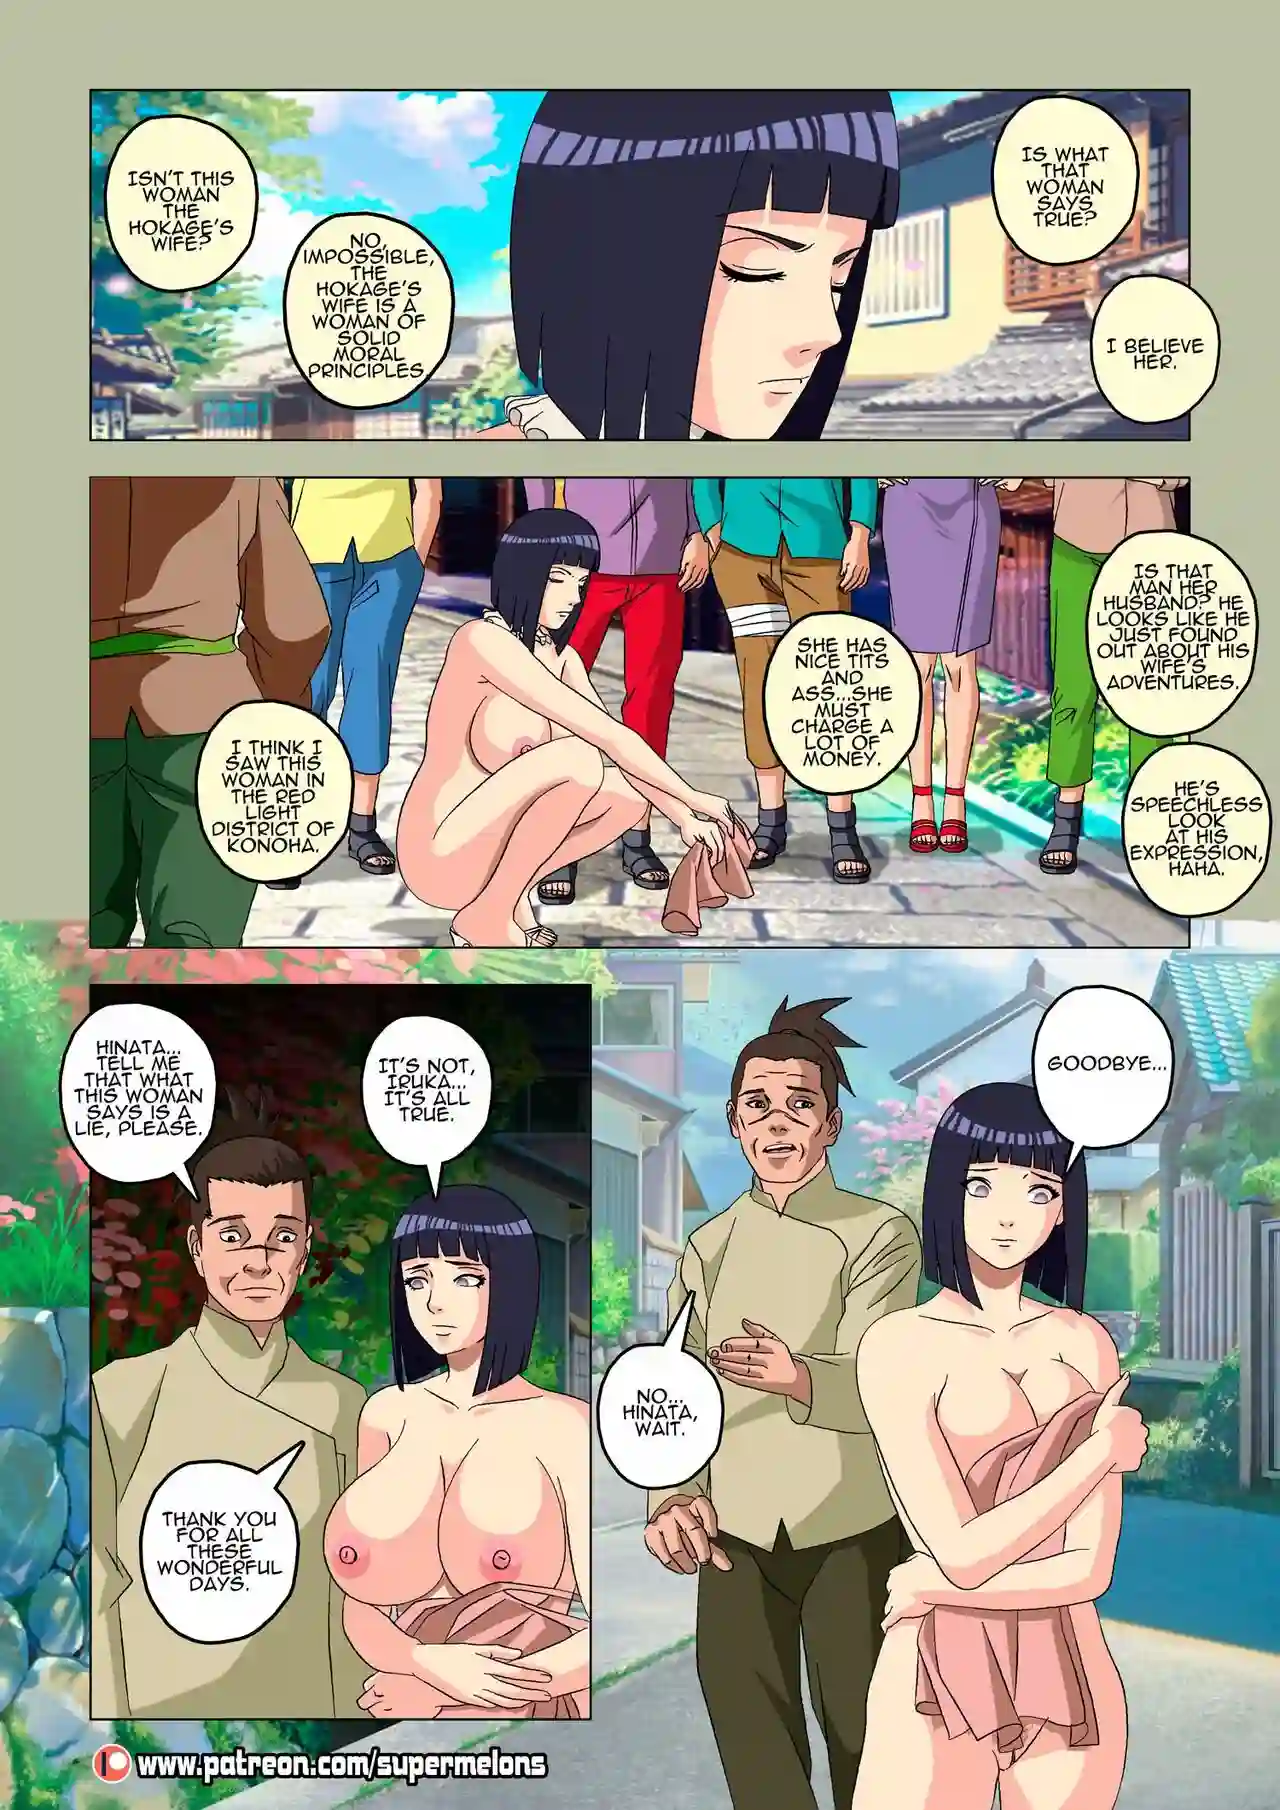 ISN'T THIS
WOMAN
THE
HOKAGE'S
WIFE?
NO,
IMPOSSIBLE,
THE
HOKAGE'S
WIFE IS A
WOMAN OF
SOLID
MORAL
PRINCIPLES.
IS WHAT
THAT
WOMAN
SAYS
TRUE?
I BELIEVE
HER.
I THINK I
SAW THIS
WOMAN IN
THE RED
LIGHT
DISTRICT OF
KONOHA.
SHE HAS
NICE TITS
AND
ASS...SHE
MUST
CHARGE A
LOT OF
MONEY.
IS THAT
MAN HER
HUSBAND? HE
LOOKS LIKE HE
JUST FOUND
OUT ABOUT HIS
WIFE'S
ADVENTURES.
HE'S
SPEECHLESS
LOOK
AT HIS
EXPRESSION,
HAHA.
HINATA...
TELL ME
THAT WHAT
THIS WOMAN
SAYS IS A
LIE, PLEASE.
IT'S NOT,
IRUKA...
IT'S ALL
TRUE.
THANK YOU
FOR ALL
THESE
WONDERFUL
DAYS.
GOODBYE...
NO...
HINATA,
WAIT.
www.patreon.com/supermelons